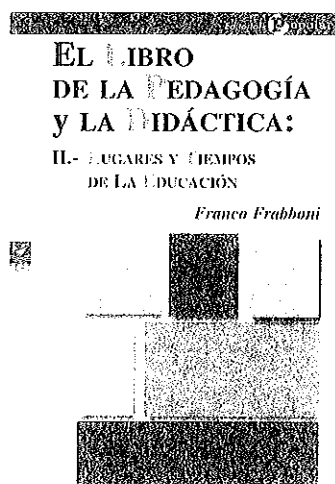 EL LIBRO
DE LA PEDAGOGÍA
y LA DIDÁCTICA:
II.- LUGARES Y TIEMPOS
DE LA EDUCACIÓN
Franco Frabboni